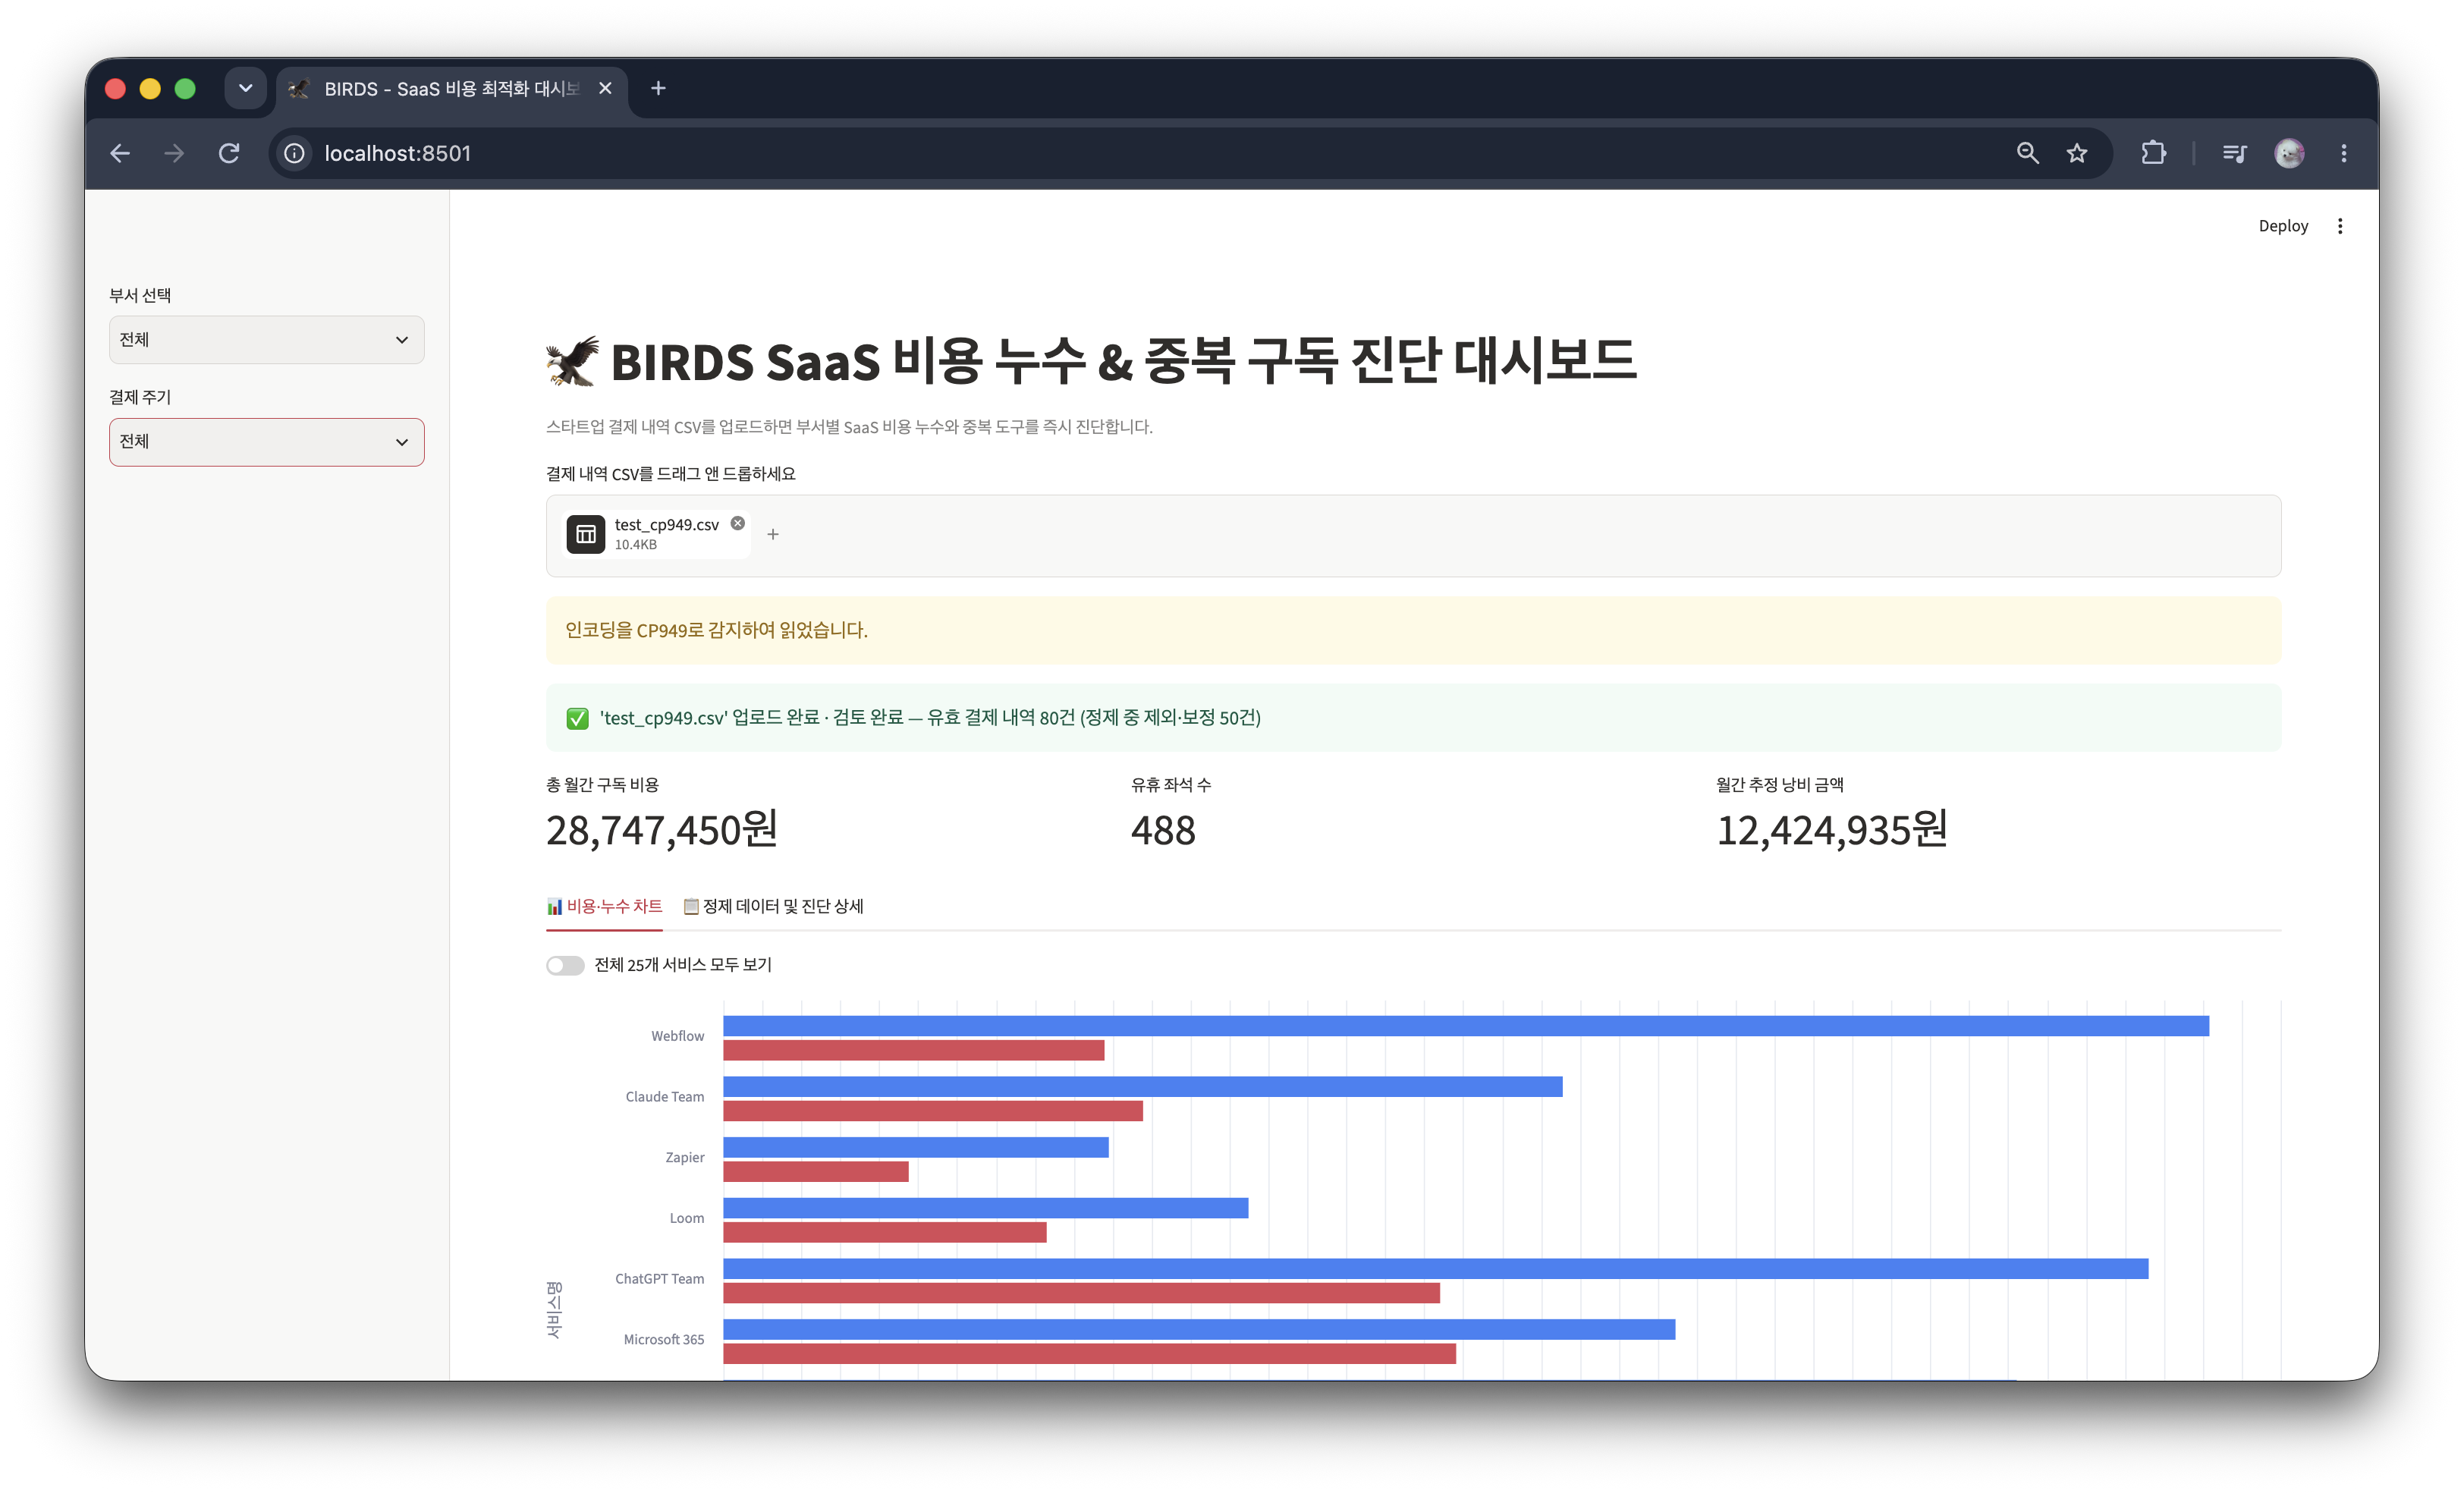 BIRDS - SaaS 비용 최적화 대시보
localhost:8501
Deploy
부서 선택
전체
결제 주기
전체
BIRDS SaaS 비용 누수 & 중복 구독 진단 대시보드
스타트업 결제 내역 CSV를 업로드하면 부서별 SaaS 비용 누수와 중복 도구를 즉시 진단합니다.
결제 내역 CSV를 드래그 앤 드롭하세요
test_cp949.csv
10.4KB
인코딩을 CP949로 감지하여 읽었습니다.
'test_cp949.csv' 업로드 완료 · 검토 완료 — 유효 결제 내역 80건 (정제 중 제외·보정 50건)
총 월간 구독 비용
28,747,450원
유휴 좌석 수
488
월간 추정 낭비 금액
12,424,935원
비용·누수 차트
정제 데이터 및 진단 상세
전체 25개 서비스 모두 보기
Webflow
Claude Team
Zapier
Loom
ChatGPT Team
Microsoft 365
서비스명